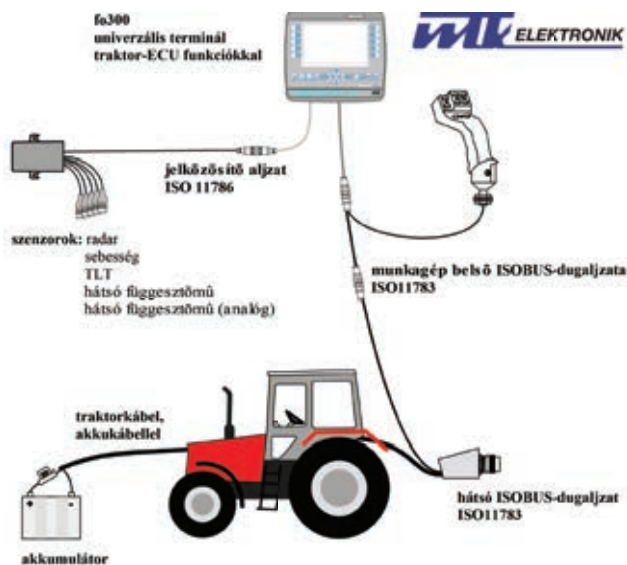 fo300
univerzális terminál
traktor-ECU funkciókkal
WTK ELEKTRONIK
jelközösítő aljzat
ISO 11786
szenzorok: radar
sebesség
TLT
hátsó függesztőmű
hátsó függesztőmű (analóg)
munkagép belső ISOBUS-dugaljzata
ISO11783
traktorkábel,
akkukábellel
+ -
hátsó ISOBUS-dugaljzat
ISO11783
akkumulátor